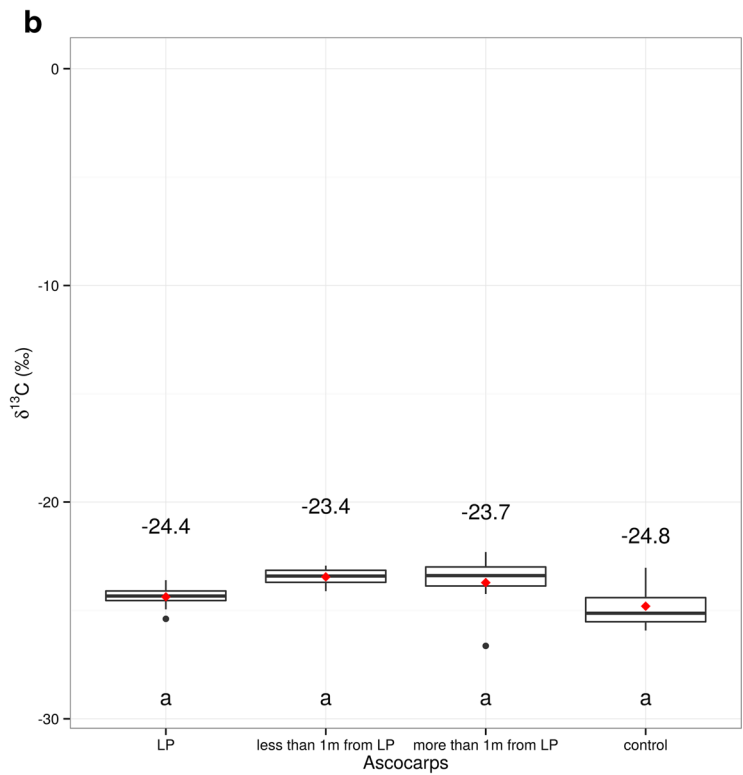 b
0
-10
-20
-30
δ13C (‰)
-24.4
-23.4
-23.7
-24.8
a
a
a
a
LP
less than 1m from LP
more than 1m from LP
control
Ascocarps